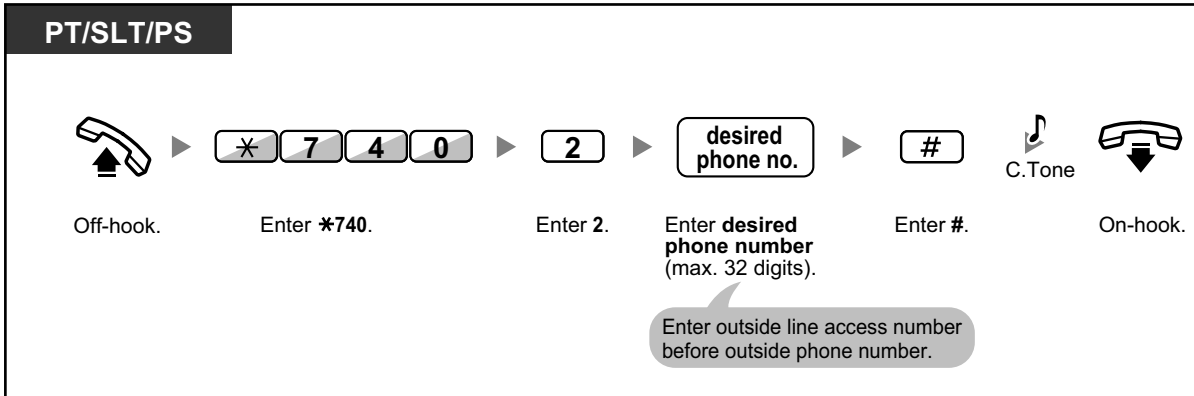 PT/SLT/PS
* 7 4 0
2
desired
phone no.
#
C.Tone
Off-hook.
Enter *740.
Enter 2.
Enter desired
phone number
(max. 32 digits).
Enter #.
On-hook.
Enter outside line access number
before outside phone number.